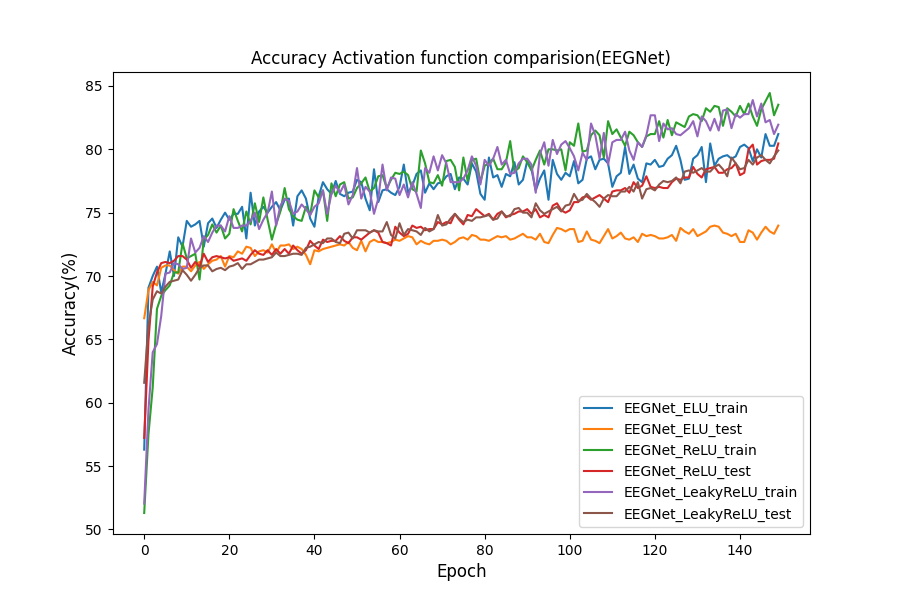 Accuracy Activation function comparision(EEGNet)
Accuracy(%)
85
80
75
70
65
60
55
50
0 20 40 60 80 100 120 140
Epoch
EEGNet_ELU_train
EEGNet_ELU_test
EEGNet_ReLU_train
EEGNet_ReLU_test
EEGNet_LeakyReLU_train
EEGNet_LeakyReLU_test